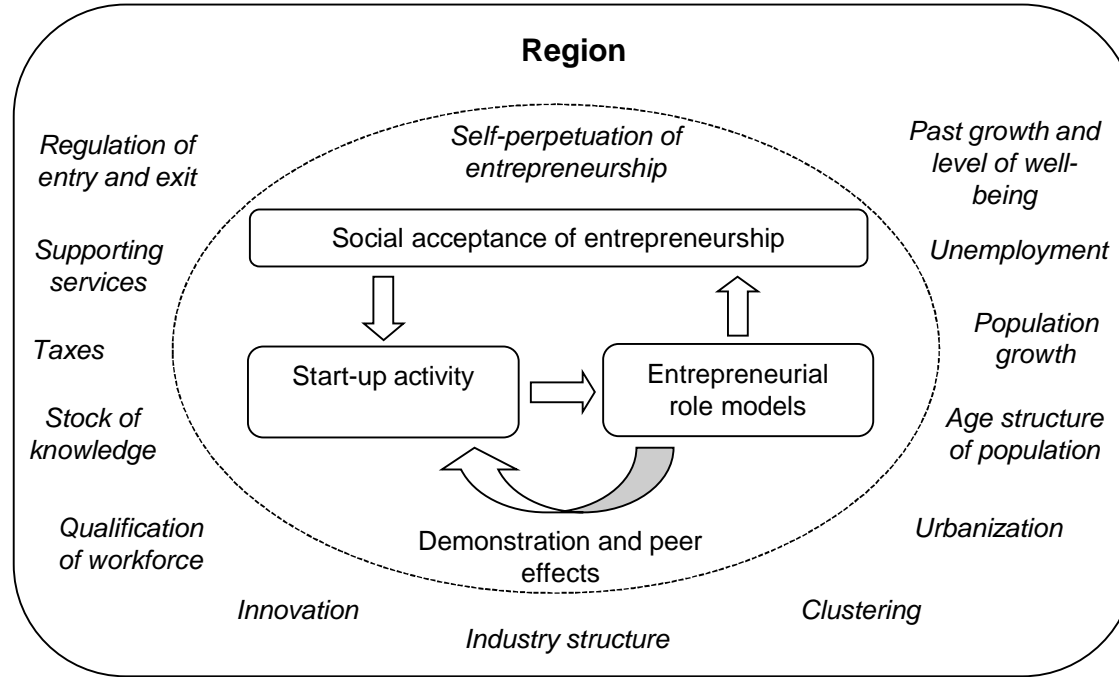 Region
Self-perpetuation of
entrepreneurship
Regulation of
entry and exit
Past growth and
level of well-
being
Social acceptance of entrepreneurship
Supporting
services
Unemployment
Population
growth
Taxes
Start-up activity
Entrepreneurial
role models
Stock of
knowledge
Age structure
of population
Qualification
of workforce
Urbanization
Demonstration and peer
effects
Innovation
Clustering
Industry structure